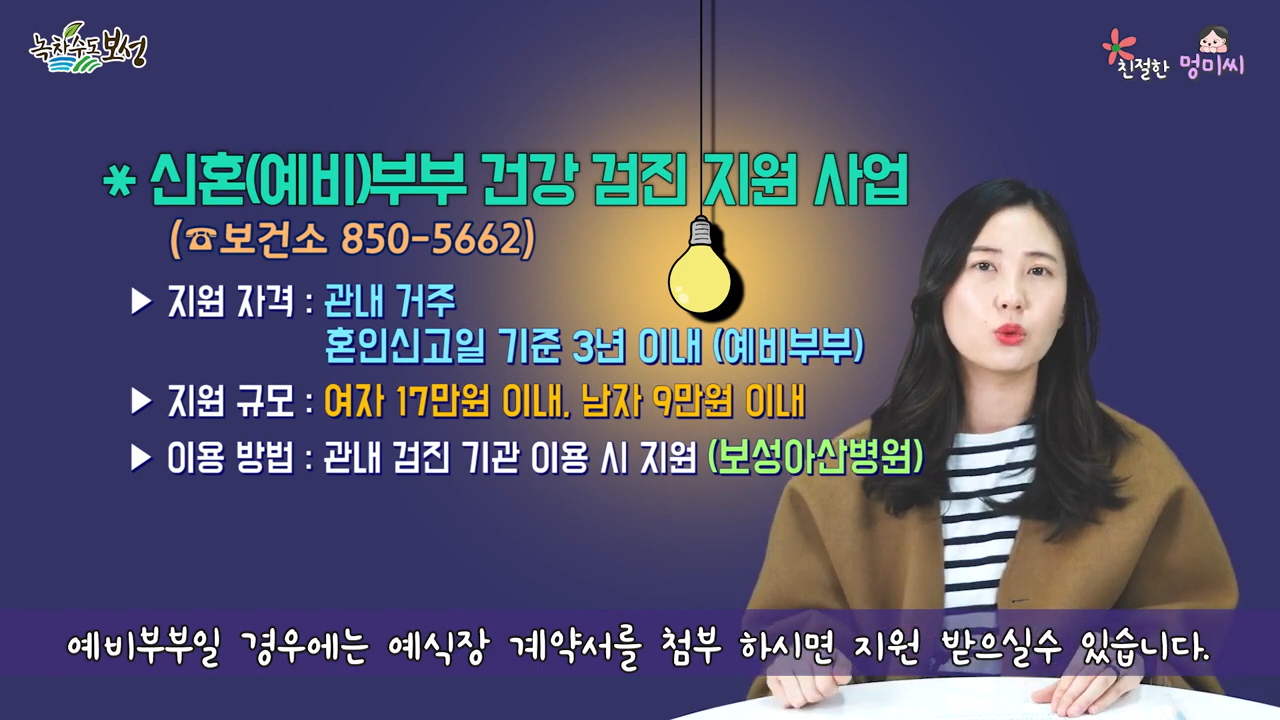 녹차수도보성
친절한 멍미씨
* 신혼(예비)부부 건강 검진 지원 사업
(☎보건소 850-5662)
▶ 지원 자격 : 관내 거주
혼인신고일 기준 3년 이내 (예비부부)
▶ 지원 규모 : 여자 17만원 이내, 남자 9만원 이내
▶ 이용 방법 : 관내 검진 기관 이용 시 지원 (보성아산병원)
예비부부일 경우에는 예식장 계약서를 첨부 하시면 지원 받으실수 있습니다.